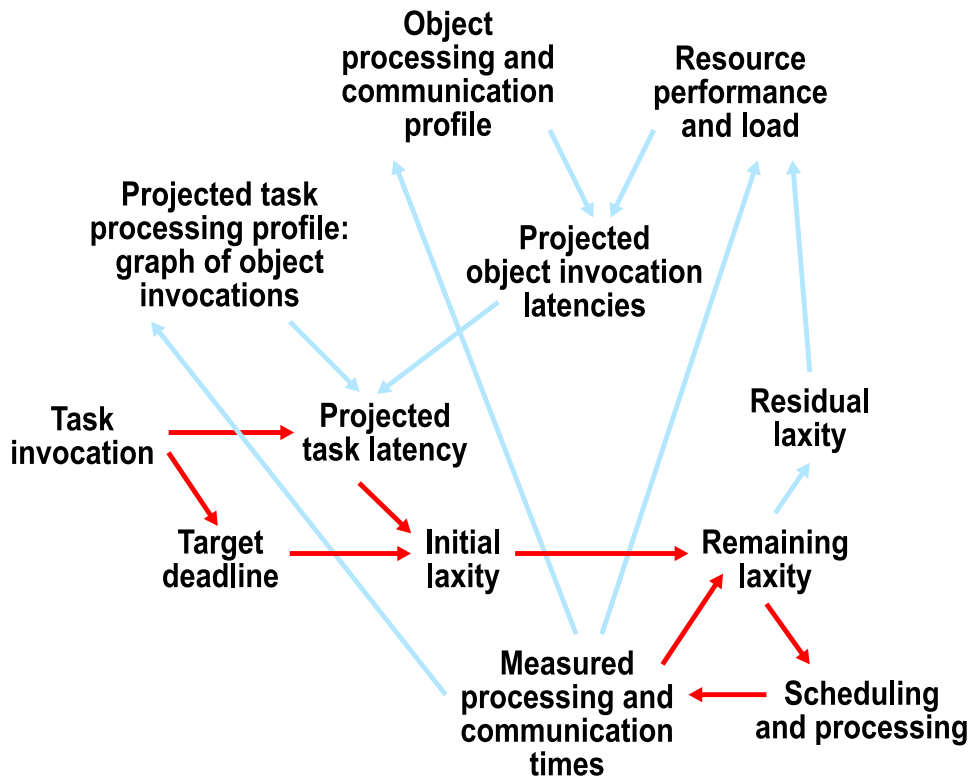 Object
processing and
communication
profile
Resource
performance
and load
Projected task
processing profile:
graph of object
invocations
Projected
object invocation
latencies
Task
invocation
Projected
task latency
Residual
laxity
Target
deadline
Initial
laxity
Remaining
laxity
Measured
processing and
communication
times
Scheduling
and processing